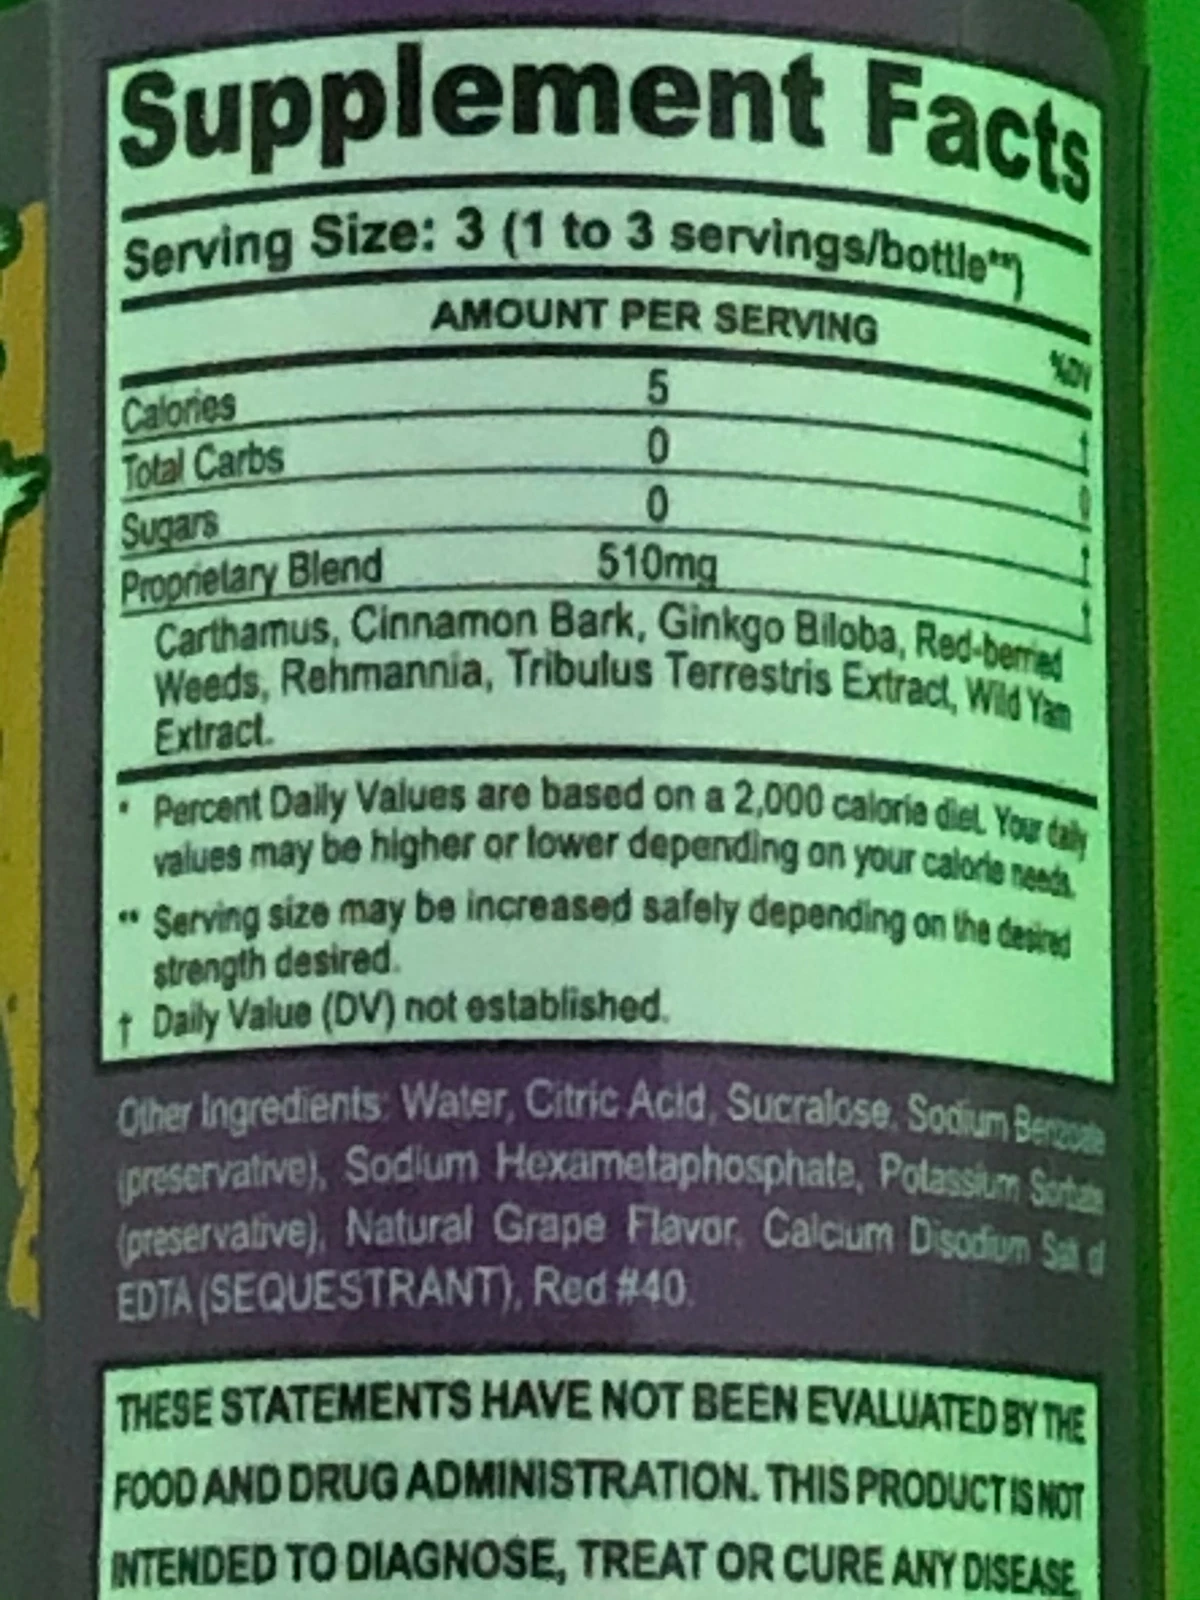 Supplement Facts
Serving Size: 3 (1 to 3 servings/bottle**)
AMOUNT PER SERVING
%DV
Calories 5 †
Total Carbs 0 0
Sugars 0 †
Proprietary Blend 510mg †
Carthamus, Cinnamon Bark, Ginkgo Biloba, Red-berried
Weeds, Rehmannia, Tribulus Terrestris Extract, Wild Yam
Extract.
* Percent Daily Values are based on a 2,000 calorie diet. Your daily
values may be higher or lower depending on your calorie needs.
** Serving size may be increased safely depending on the desired
strength desired.
† Daily Value (DV) not established.
Other Ingredients: Water, Citric Acid, Sucralose, Sodium Benzoate
(preservative), Sodium Hexametaphosphate, Potassium Sorbate
(preservative), Natural Grape Flavor, Calcium Disodium Salt of
EDTA (SEQUESTRANT), Red #40.
THESE STATEMENTS HAVE NOT BEEN EVALUATED BY THE
FOOD AND DRUG ADMINISTRATION. THIS PRODUCT IS NOT
INTENDED TO DIAGNOSE, TREAT OR CURE ANY DISEASE.